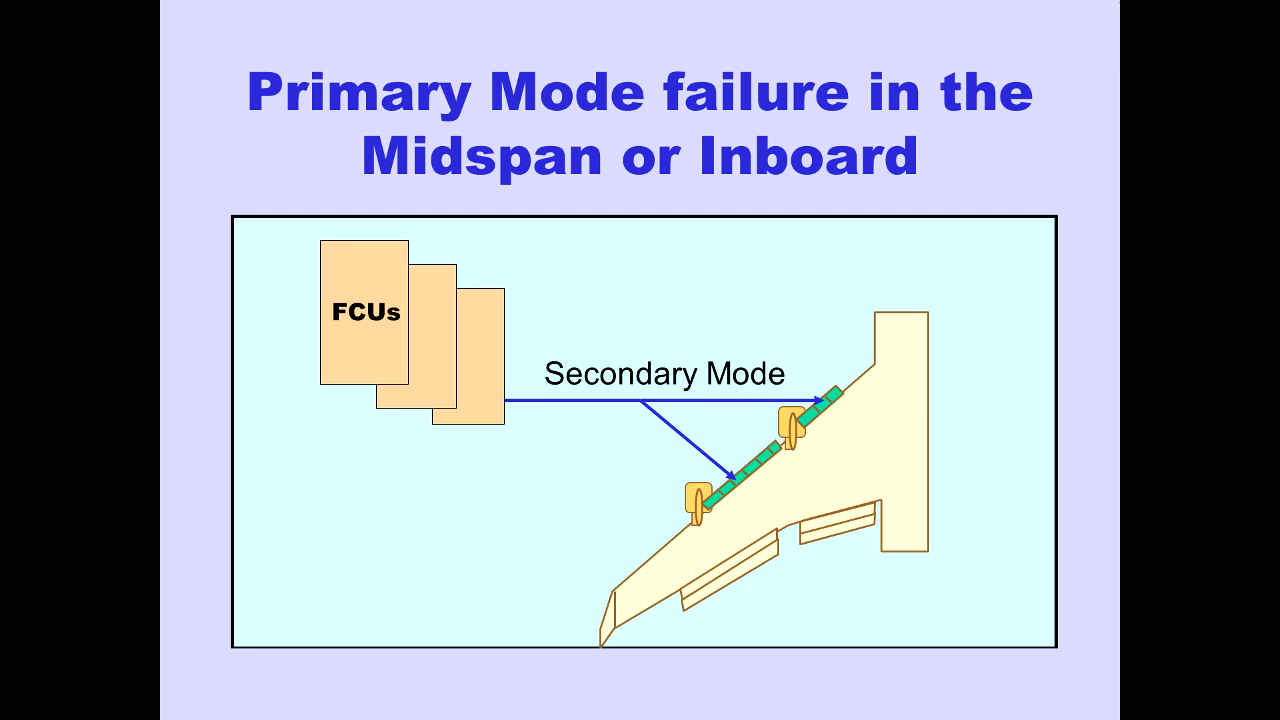 Primary Mode failure in the
Midspan or Inboard
FCUs
Secondary Mode